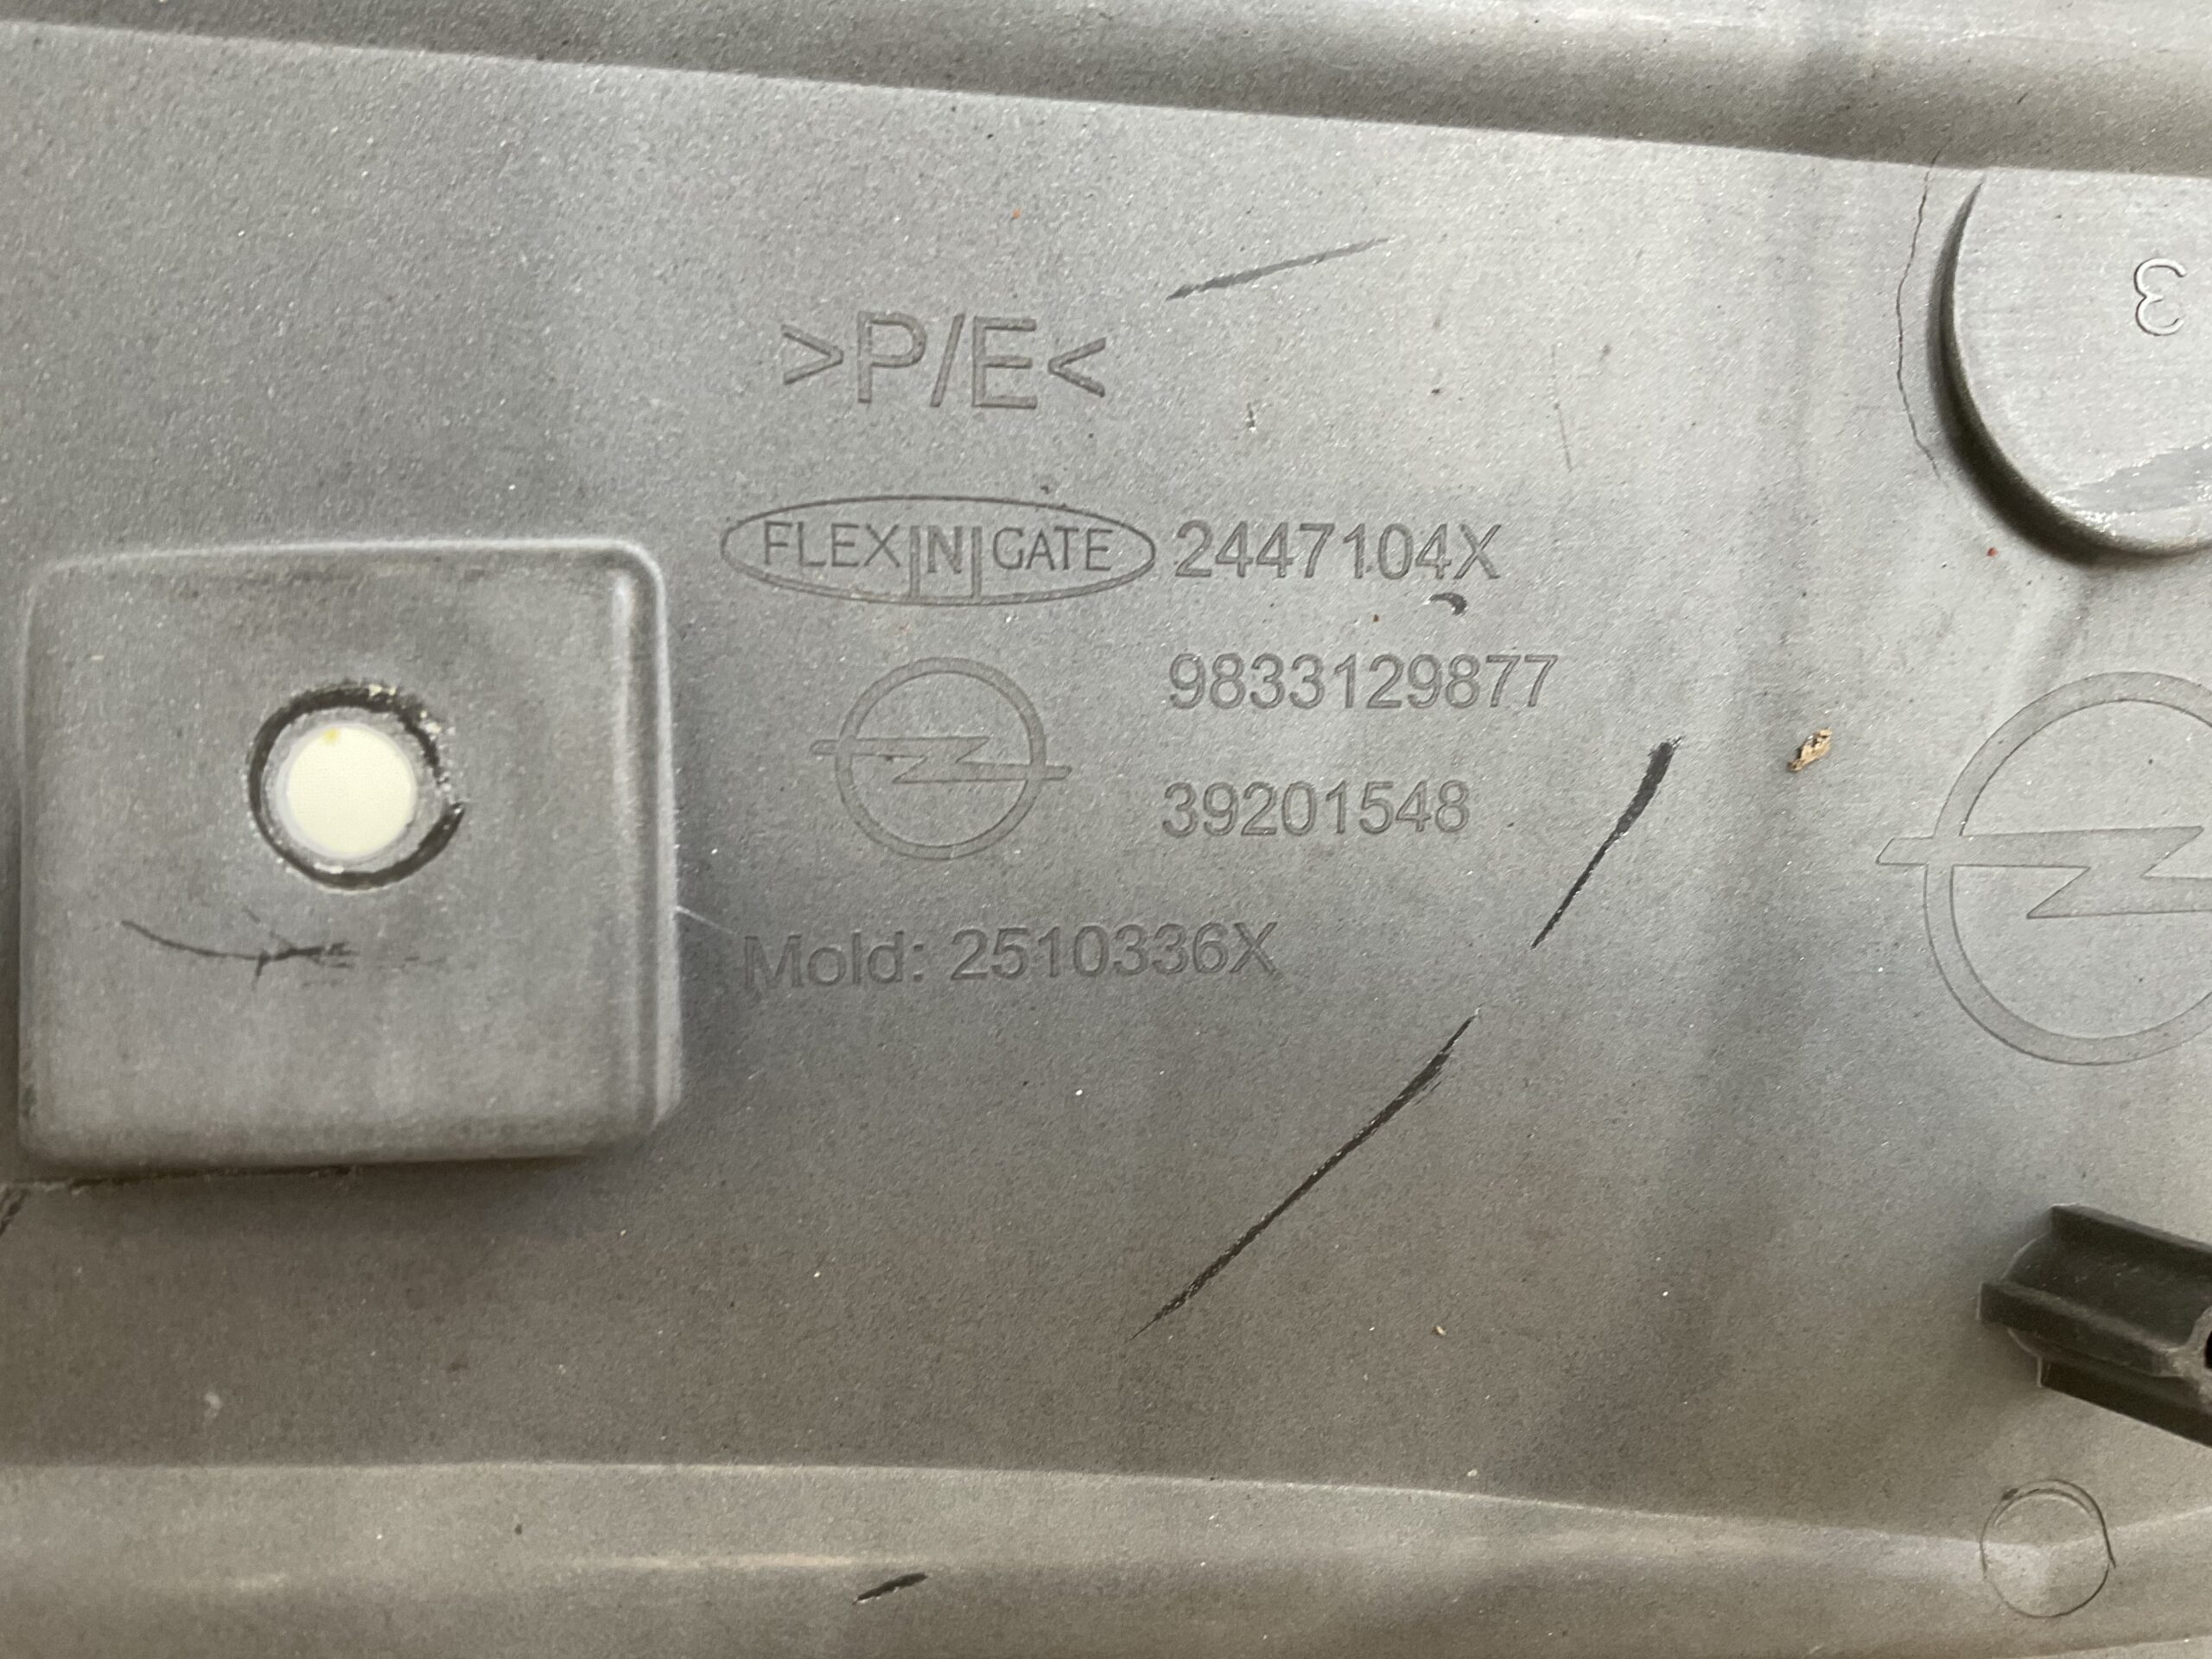 >P/E<
FLEX|N|GATE 2447104X
9833129877
39201548
Mold: 2510336X
3